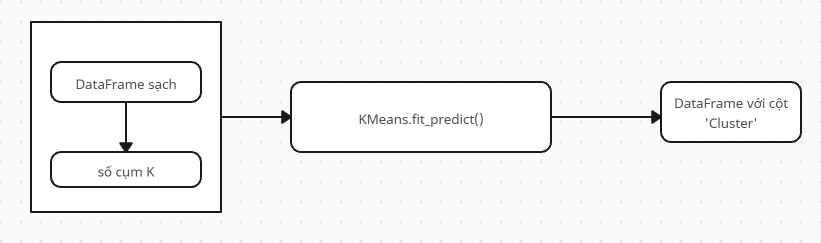 DataFrame sạch
số cụm K
KMeans.fit_predict()
DataFrame với cột
'Cluster'